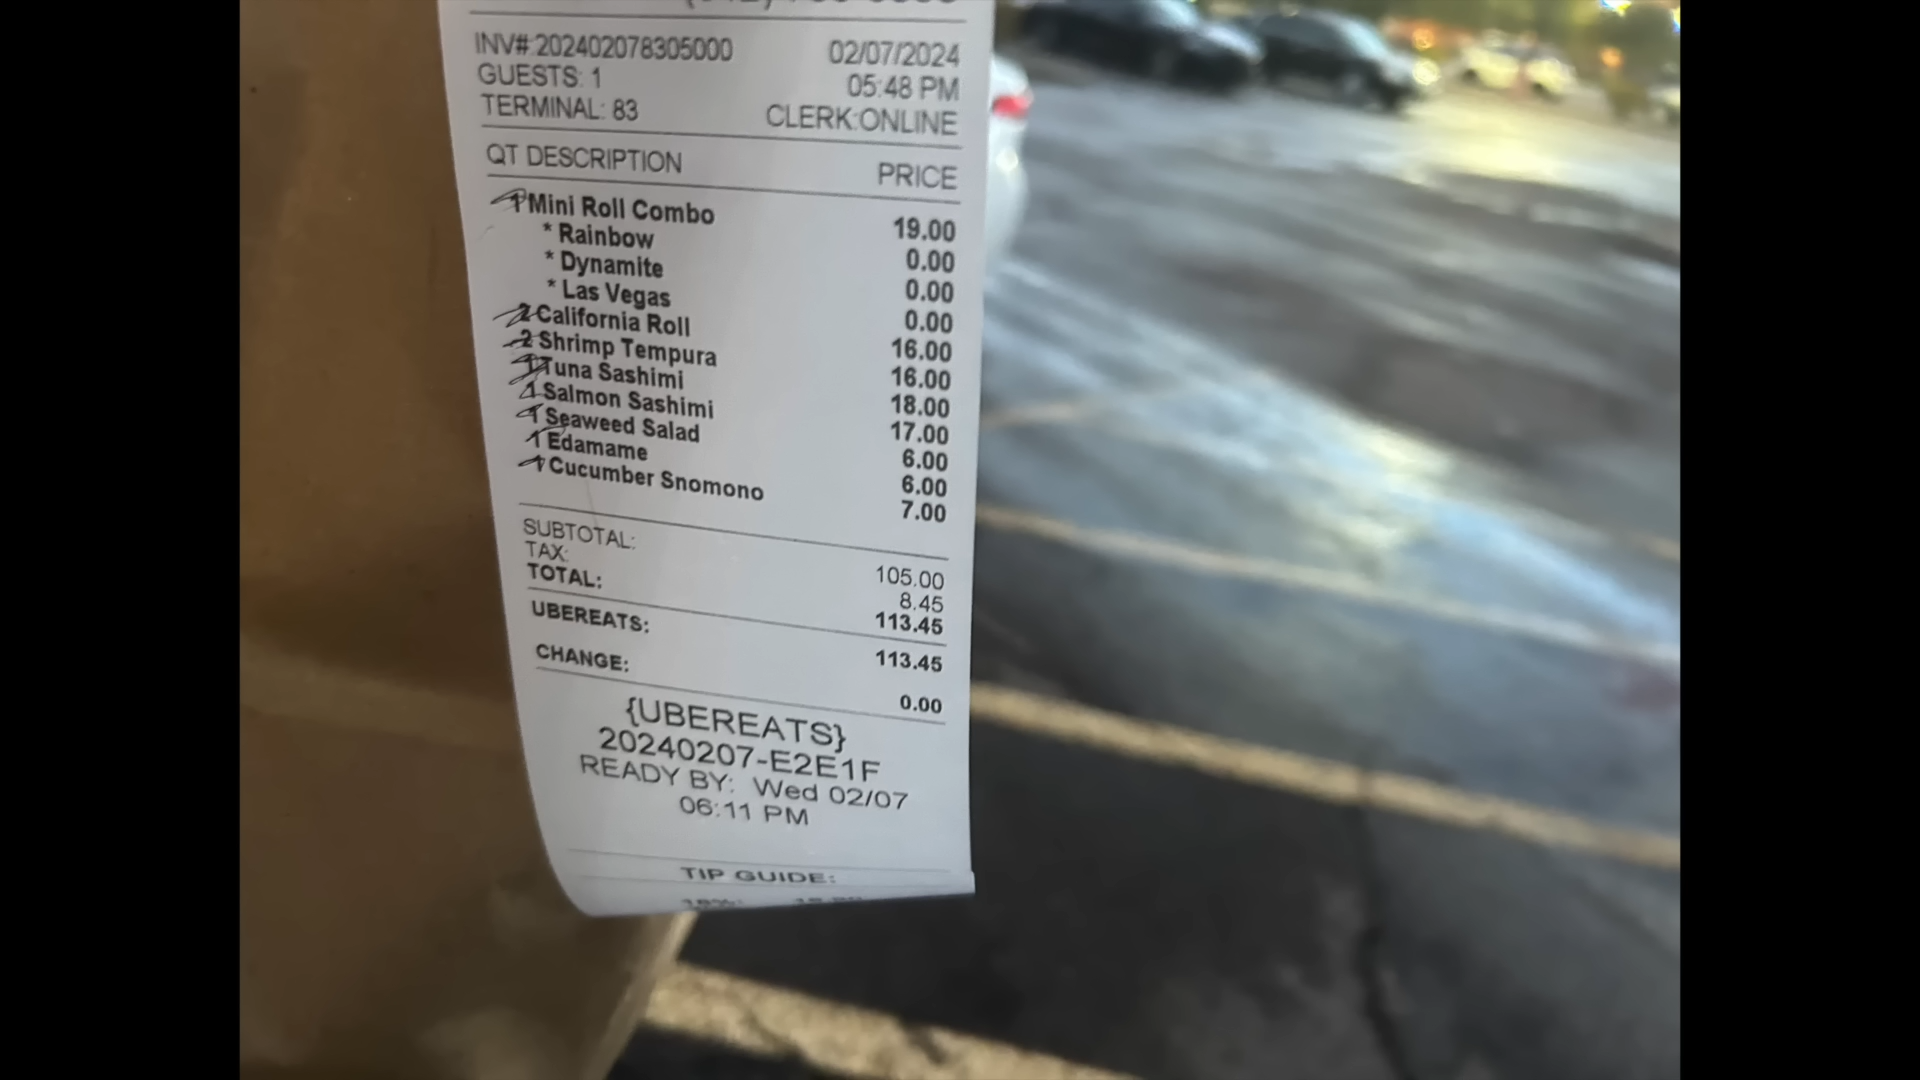 INV#:202402078305000 02/07/2024
GUESTS: 1 05:48 PM
TERMINAL: 83 CLERK:ONLINE
QT DESCRIPTION PRICE
1 Mini Roll Combo 19.00
* Rainbow 0.00
* Dynamite 0.00
* Las Vegas 0.00
2 California Roll 16.00
2 Shrimp Tempura 16.00
1 Tuna Sashimi 18.00
1 Salmon Sashimi 17.00
1 Seaweed Salad 6.00
1 Edamame 6.00
1 Cucumber Snomono 7.00
SUBTOTAL: 105.00
TAX: 8.45
TOTAL: 113.45
UBEREATS: 113.45
CHANGE: 0.00
{UBEREATS}
20240207-E2E1F
READY BY: Wed 02/07
06:11 PM
TIP GUIDE: